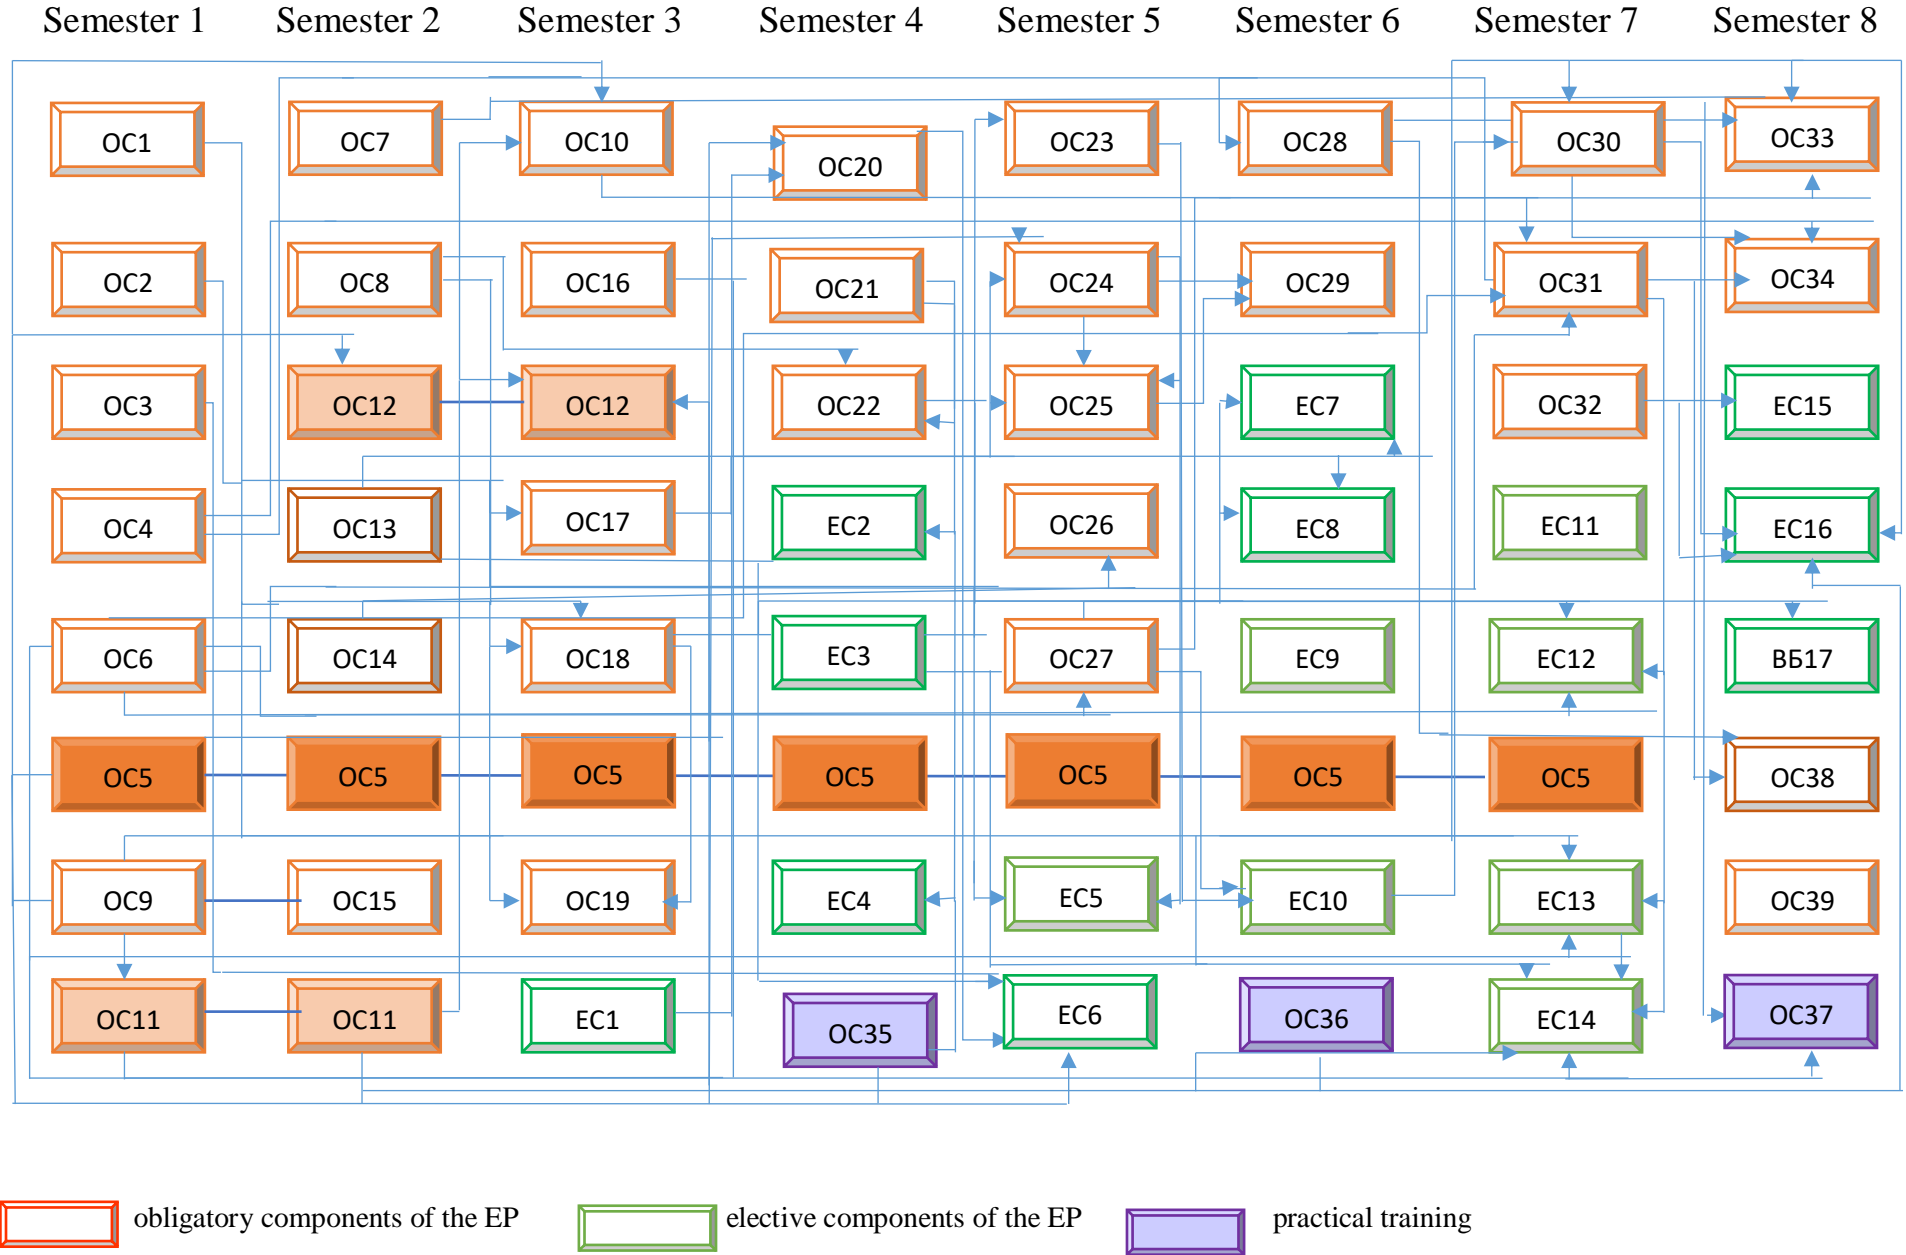 Semester 1 Semester 2 Semester 3 Semester 4 Semester 5 Semester 6 Semester 7 Semester 8
OC1 OC7 OC10 OC20 OC23 OC28 OC30 OC33
OC2 OC8 OC16 OC21 OC24 OC29 OC31 OC34
OC3 OC12 OC12 OC22 OC25 EC7 OC32 EC15
OC4 OC13 OC17 EC2 OC26 EC8 EC11 EC16
OC6 OC14 OC18 EC3 OC27 EC9 EC12 ВБ17
OC5 OC5 OC5 OC5 OC5 OC5 OC5 OC38
OC9 OC15 OC19 EC4 EC5 EC10 EC13 OC39
OC11 OC11 EC1 OC35 EC6 OC36 EC14 OC37
obligatory components of the EP elective components of the EP practical training